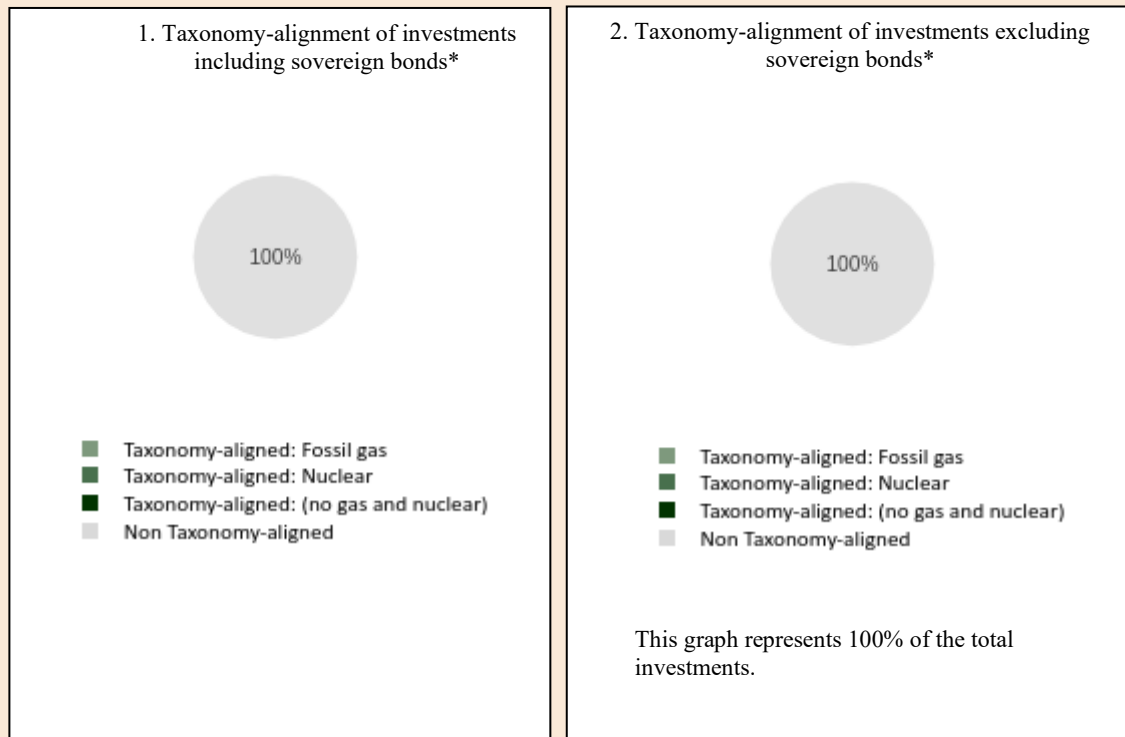 1. Taxonomy-alignment of investments
including sovereign bonds*
100%
Taxonomy-aligned: Fossil gas
Taxonomy-aligned: Nuclear
Taxonomy-aligned: (no gas and nuclear)
Non Taxonomy-aligned
2. Taxonomy-alignment of investments excluding
sovereign bonds*
100%
Taxonomy-aligned: Fossil gas
Taxonomy-aligned: Nuclear
Taxonomy-aligned: (no gas and nuclear)
Non Taxonomy-aligned
This graph represents 100% of the total
investments.